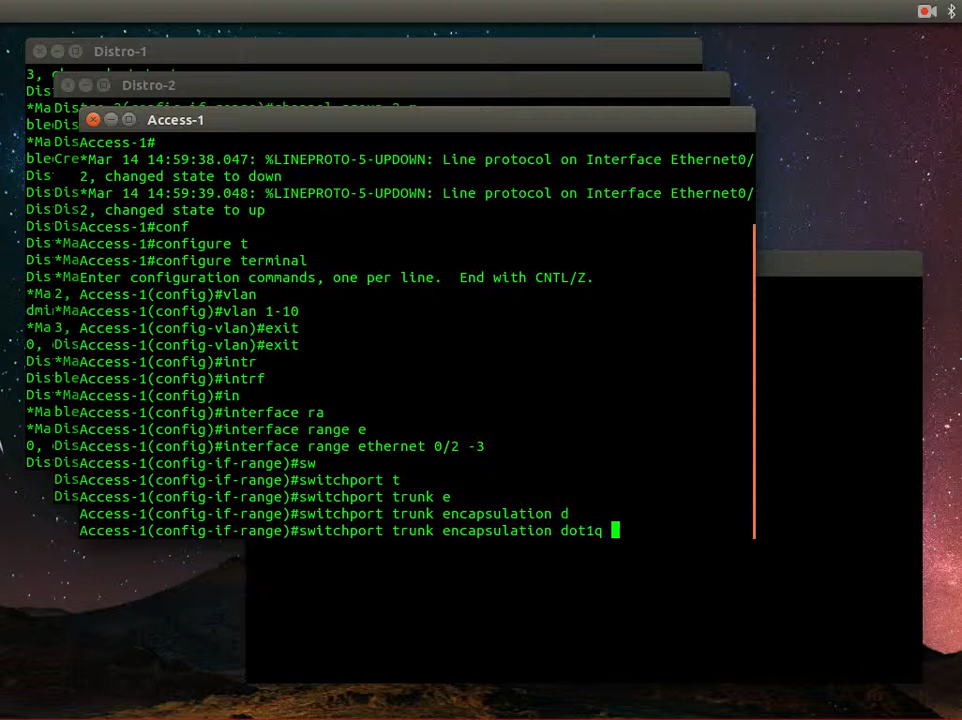 Distro-1
3,
Dis
Distro-2
*Ma Distro-2(config-if-range)#channel-group 2 m
ble Dis
Access-1
*Ma Dis Access-1#
ble Cre *Mar 14 14:59:38.047: %LINEPROTO-5-UPDOWN: Line protocol on Interface Ethernet0/
Dis 2, changed state to down
Dis Dis *Mar 14 14:59:39.048: %LINEPROTO-5-UPDOWN: Line protocol on Interface Ethernet0/
Dis Dis 2, changed state to up
Dis Dis Access-1#conf
Dis *Ma Access-1#configure t
Dis *Ma Access-1#configure terminal
Dis *Ma Enter configuration commands, one per line.  End with CNTL/Z.
*Ma 2, Access-1(config)#vlan
dmi *Ma Access-1(config)#vlan 1-10
*Ma 3, Access-1(config-vlan)#exit
0, Dis Access-1(config-vlan)#exit
Dis *Ma Access-1(config)#intr
Dis ble Access-1(config)#intrf
Dis *Ma Access-1(config)#in
*Ma ble Access-1(config)#interface ra
*Ma Dis Access-1(config)#interface range e
0, Dis Access-1(config)#interface range ethernet 0/2 -3
Dis Dis Access-1(config-if-range)#sw
Dis Access-1(config-if-range)#switchport t
Dis Access-1(config-if-range)#switchport trunk e
Access-1(config-if-range)#switchport trunk encapsulation d
Access-1(config-if-range)#switchport trunk encapsulation dot1q